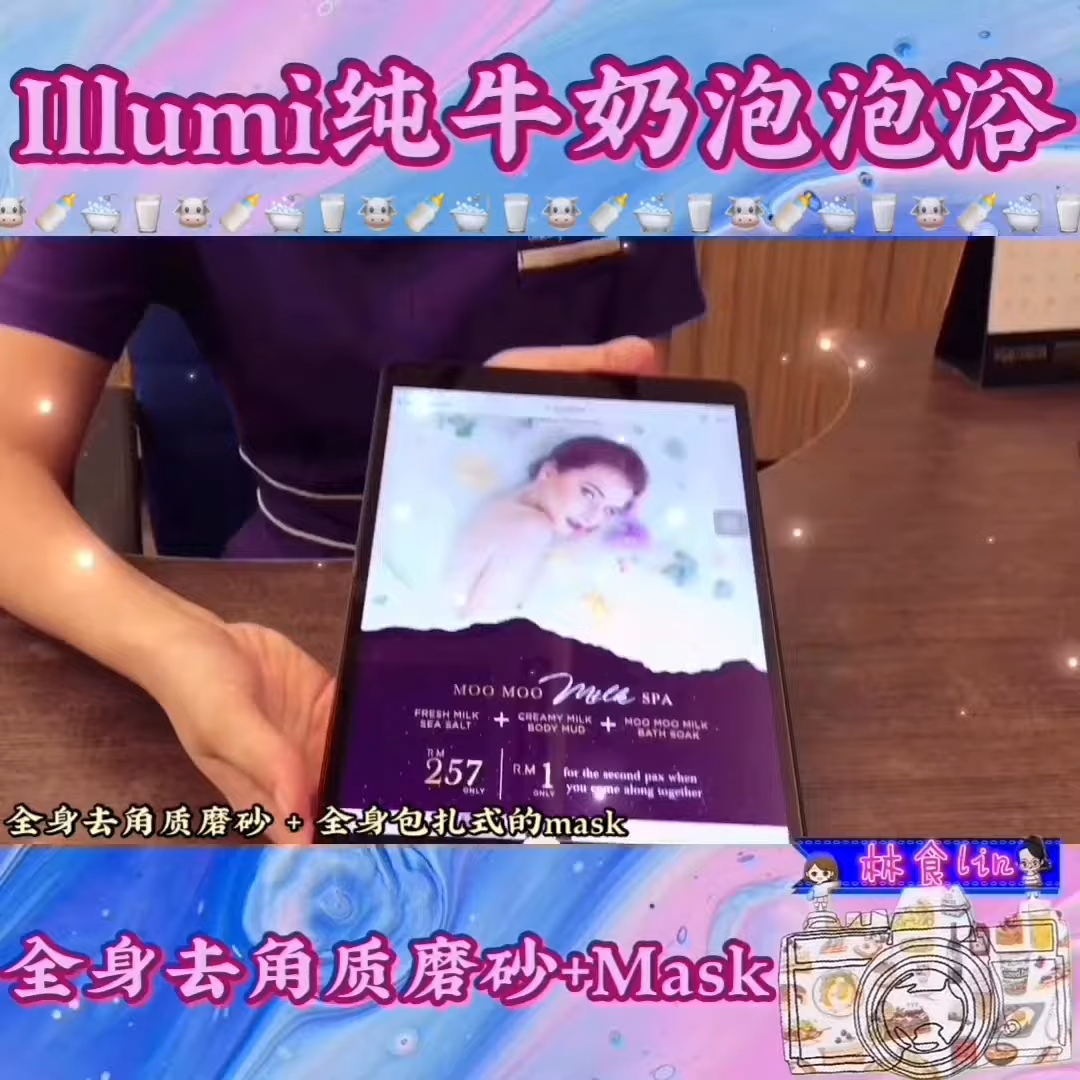 Illumi纯牛奶泡泡浴
MOO MOO Milk SPA
FRESH MILK
SEA SALT
+
CREAMY MILK
BODY MUD
+
MOO MOO MILK
BATH SOAK
RM
257
ONLY
RM 1
ONLY
for the second pax when
you come along together
全身去角质磨砂 + 全身包扎式的mask
林食lin
全身去角质磨砂+Mask